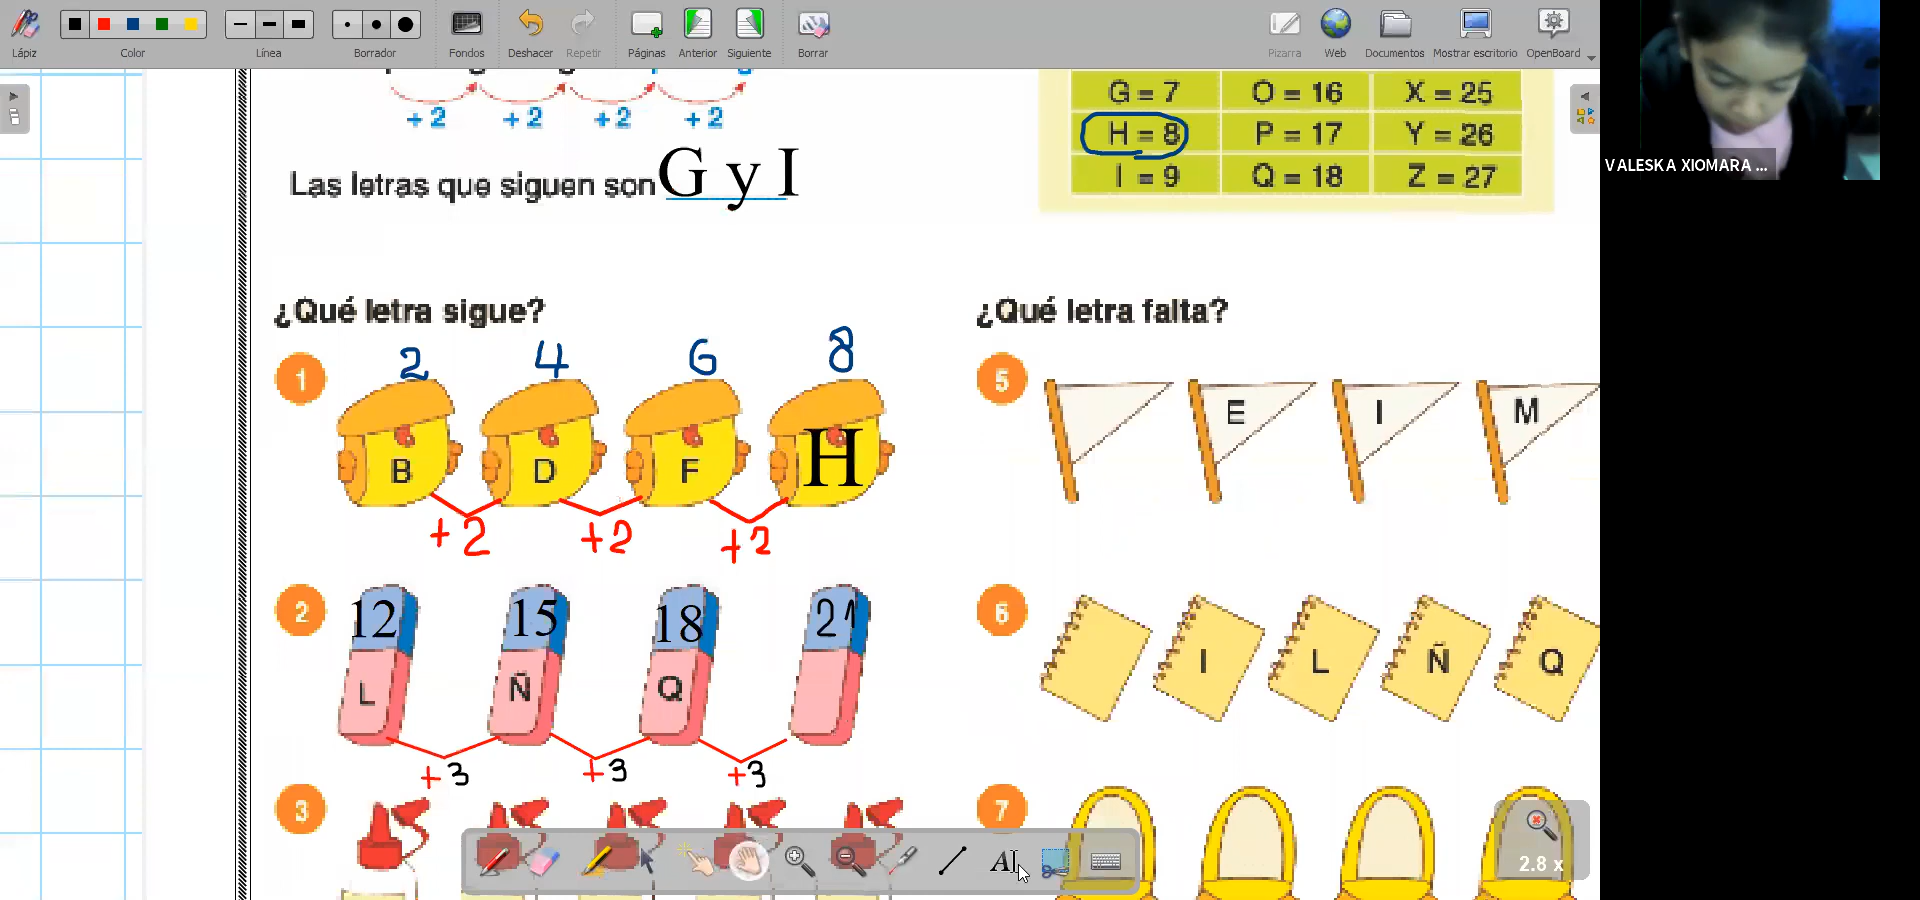 Lápiz
Color
Línea
Borrador
Fondos
Deshacer
Repetir
Páginas
Anterior
Siguiente
Borrar
Pizarra
Web
Documentos
Mostrar escritorio
OpenBoard
VALESKA XIOMARA ...
+ 2 + 2 + 2 + 2
Las letras que siguen son G y I
G = 7 O = 16 X = 25
H = 8 P = 17 Y = 26
I = 9 Q = 18 Z = 27
¿Qué letra sigue?
1
2 4 6 8
B D F H
+2 +2 +2
2
12 15 18 21
L Ñ Q
+3 +3 +3
3
¿Qué letra falta?
5
E I M
6
I L Ñ Q
7
A
2.8 x